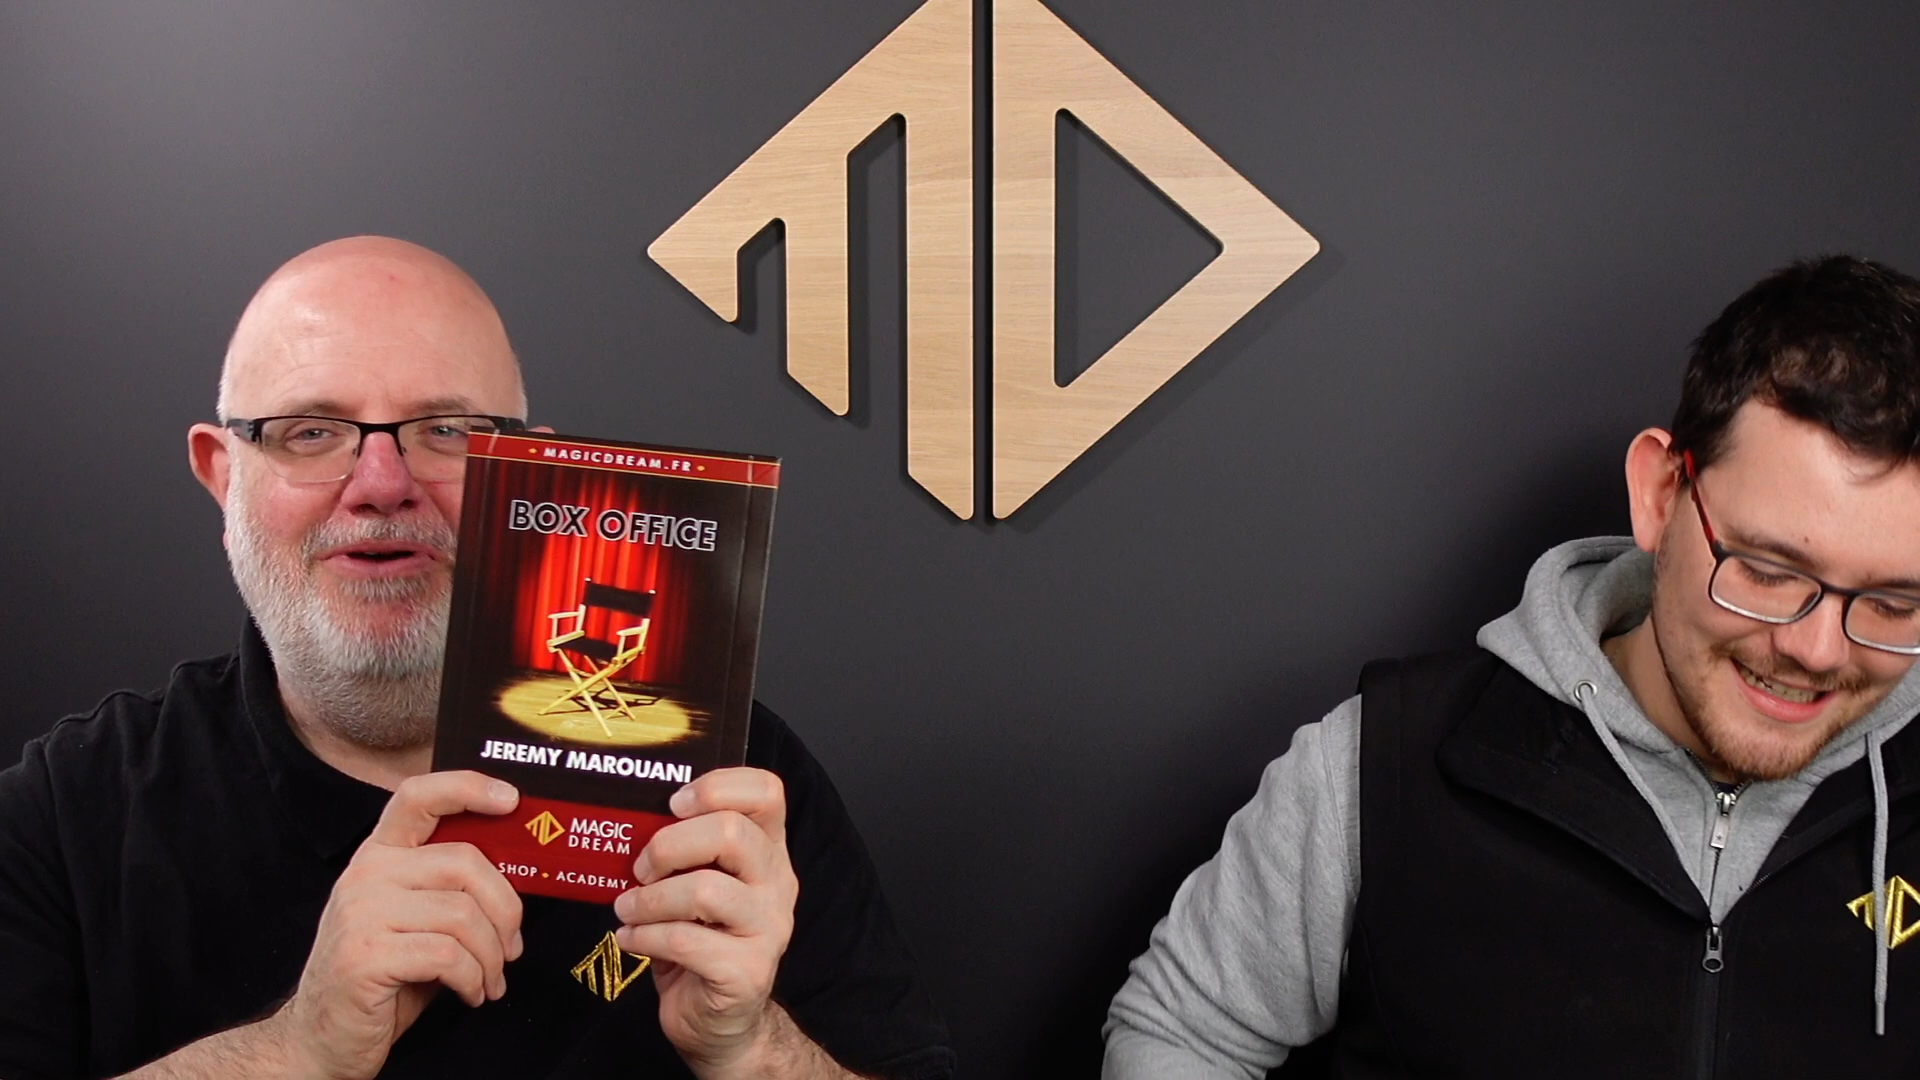 • MAGICDREAM.FR •
BOX OFFICE
JEREMY MAROUANI
MAGIC
DREAM
SHOP • ACADEMY